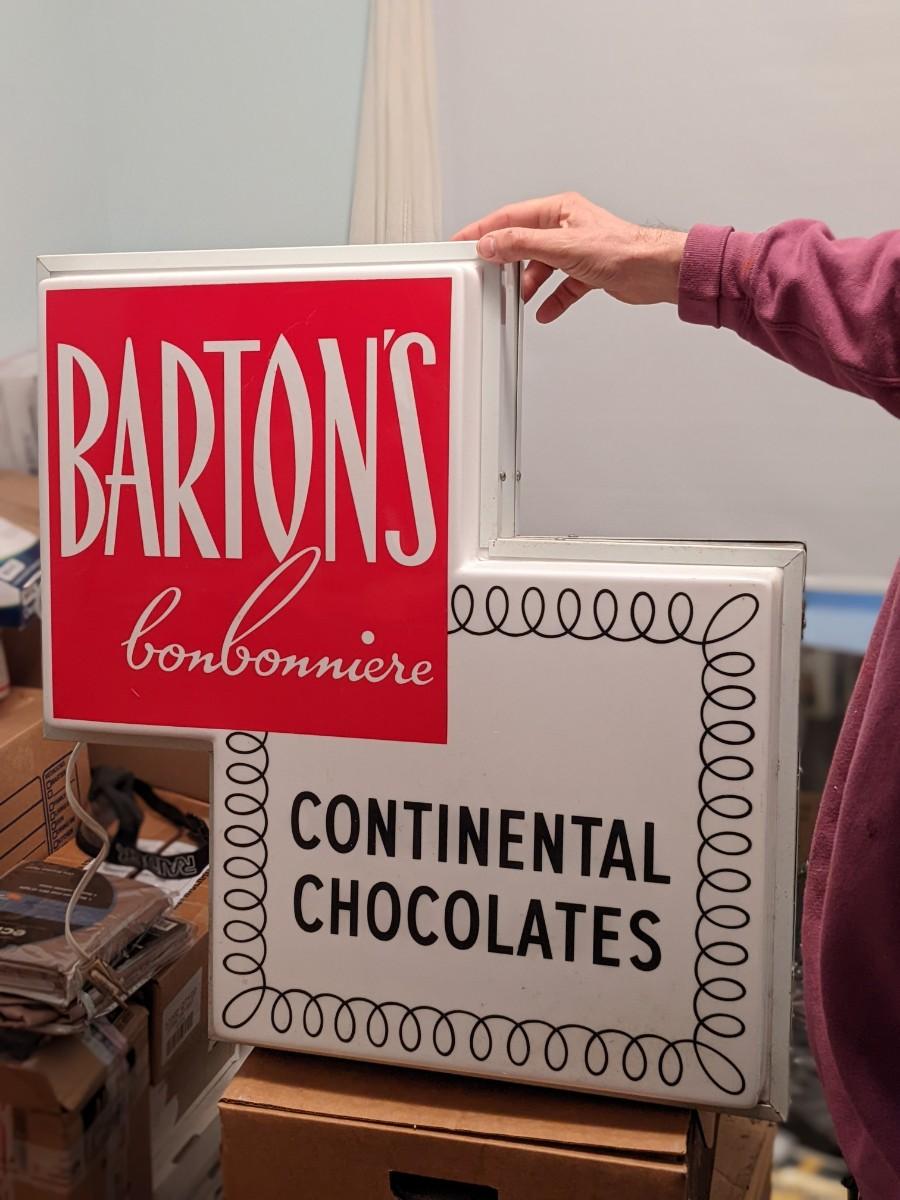 BARTON'S
bonbonniere
CONTINENTAL
CHOCOLATES